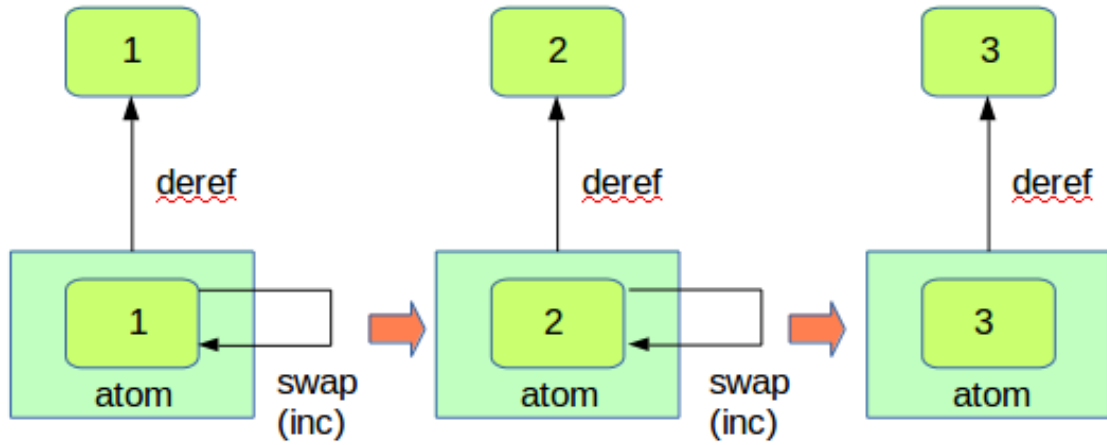 1
2
3
deref
deref
deref
1
2
3
atom
atom
atom
swap
(inc)
swap
(inc)